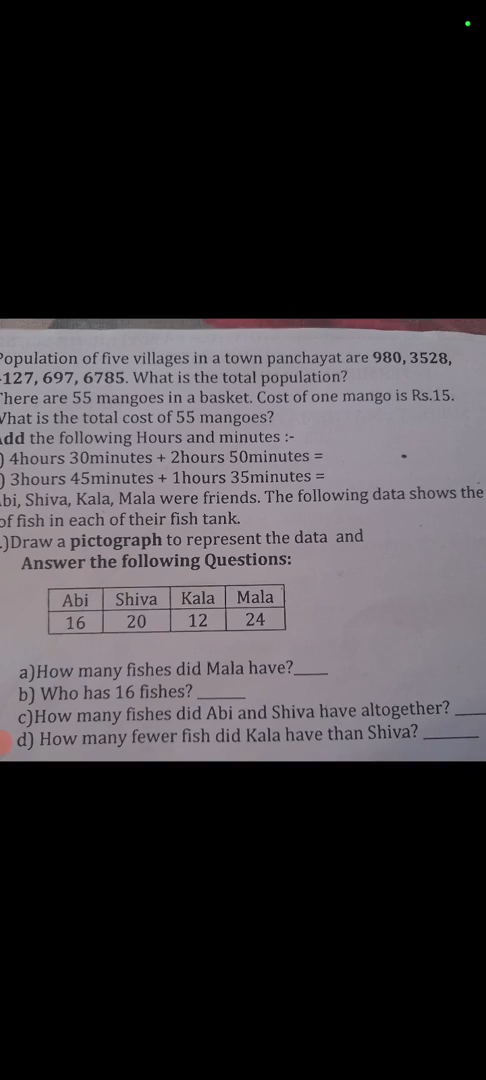 Population of five villages in a town panchayat are 980, 3528,
127, 697, 6785. What is the total population?
There are 55 mangoes in a basket. Cost of one mango is Rs.15.
What is the total cost of 55 mangoes?
Add the following Hours and minutes :-
) 4hours 30minutes + 2hours 50minutes =
) 3hours 45minutes + 1hours 35minutes =
Abi, Shiva, Kala, Mala were friends. The following data shows the
of fish in each of their fish tank.
.)Draw a pictograph to represent the data and
Answer the following Questions:
Abi Shiva Kala Mala
16 20 12 24
a)How many fishes did Mala have?____
b) Who has 16 fishes? ______
c)How many fishes did Abi and Shiva have altogether? ____
d) How many fewer fish did Kala have than Shiva? _______